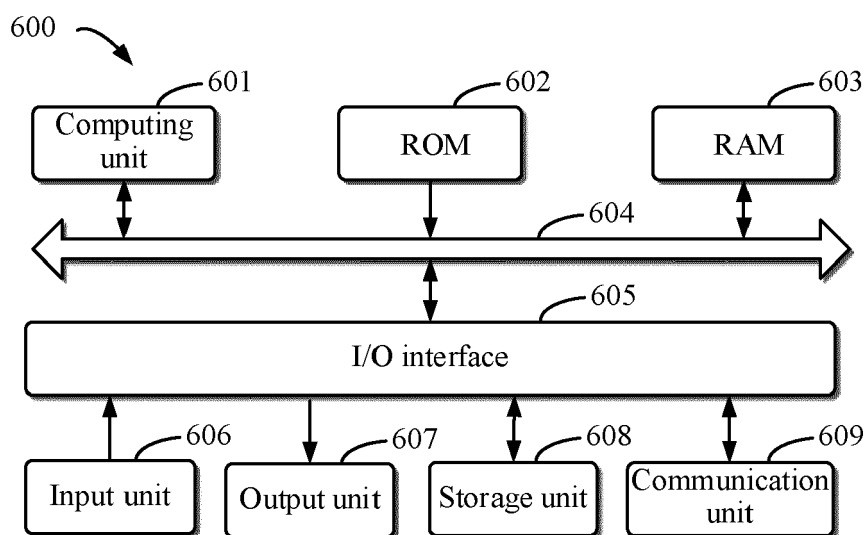 600
601
602
603
Computing
unit
ROM
RAM
604
605
I/O interface
606
607
608
609
Input unit
Output unit
Storage unit
Communication
unit